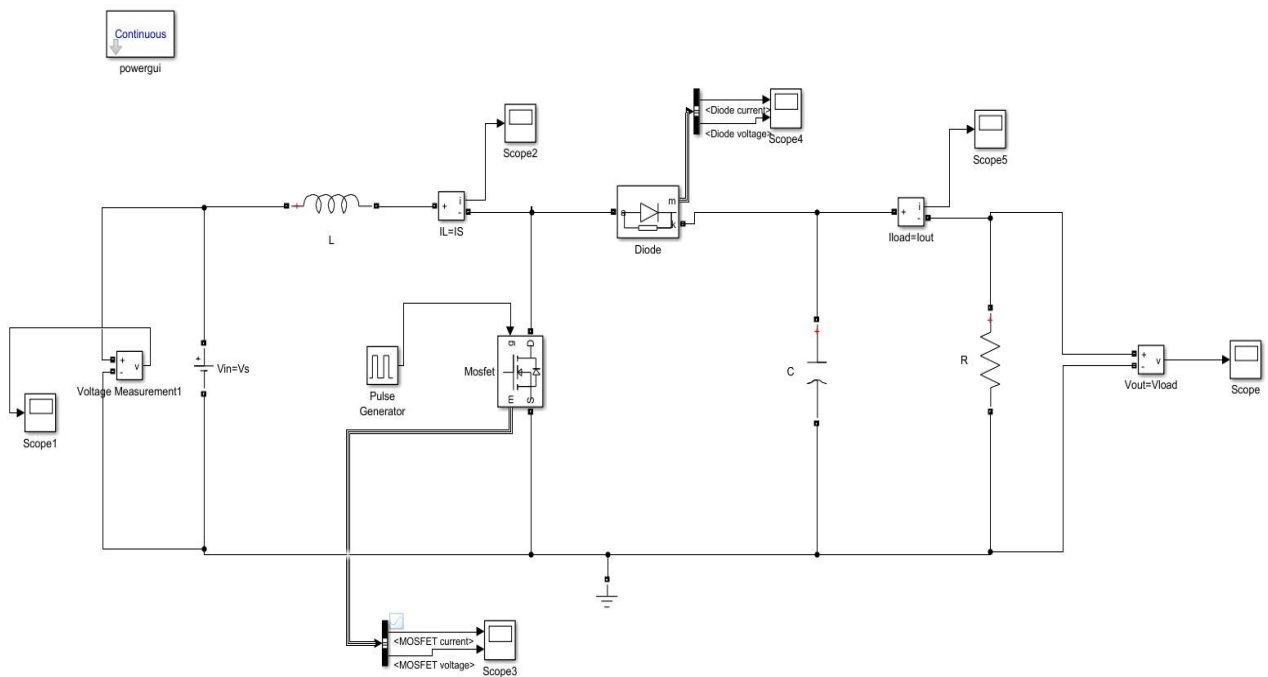 Continuous
powergui
Scope2
<Diode current>
<Diode voltage>
Scope4
Scope5
L
+
i
-
IL=IS
a
m
k
Diode
+
i
-
Iload=Iout
+
-
v
Voltage Measurement1
Scope1
+
Vin=Vs
Pulse
Generator
Mosfet
g
D
m
S
+
C
+
R
+
-
v
Vout=Vload
Scope
<MOSFET current>
<MOSFET voltage>
Scope3